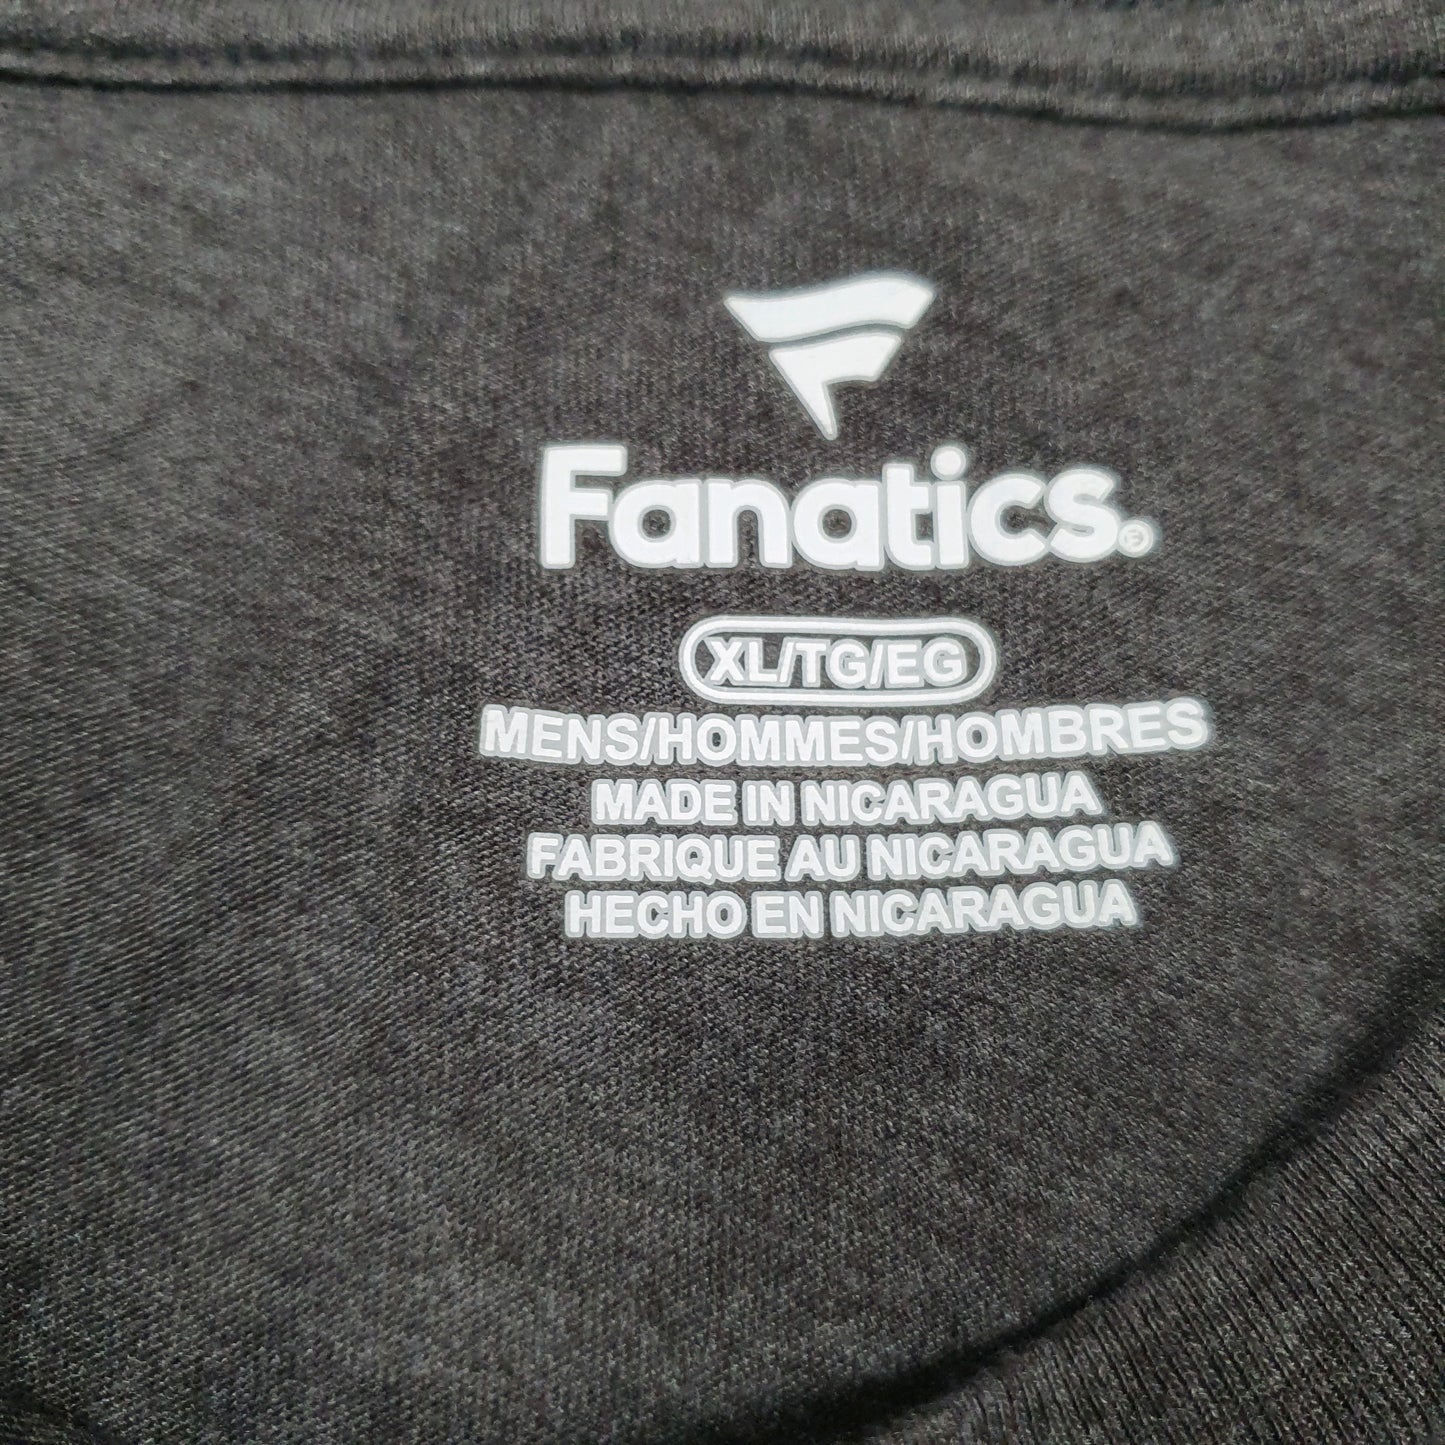 Fanatics.
XL/TG/EG
MENS/HOMMES/HOMBRES
MADE IN NICARAGUA
FABRIQUE AU NICARAGUA
HECHO EN NICARAGUA